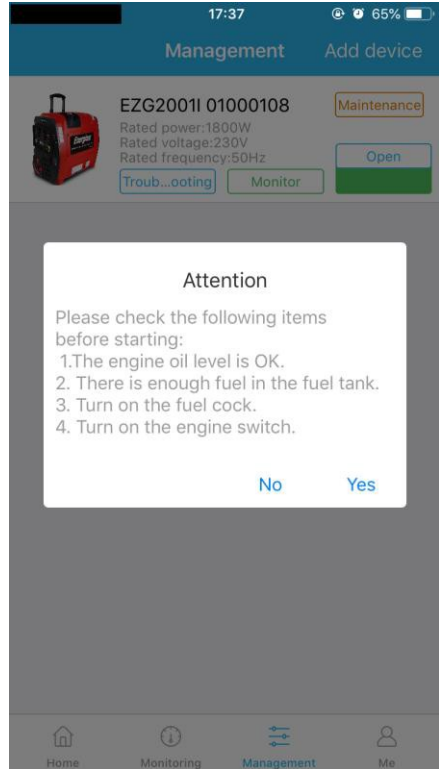 17:37
65%
Management
Add device
EZG2001I 01000108
Maintenance
Rated power:1800W
Rated voltage:230V
Rated frequency:50Hz
Open
Troub...ooting
Monitor
Attention
Please check the following items
before starting:
1.The engine oil level is OK.
2. There is enough fuel in the fuel tank.
3. Turn on the fuel cock.
4. Turn on the engine switch.
No
Yes
Home
Monitoring
Management
Me